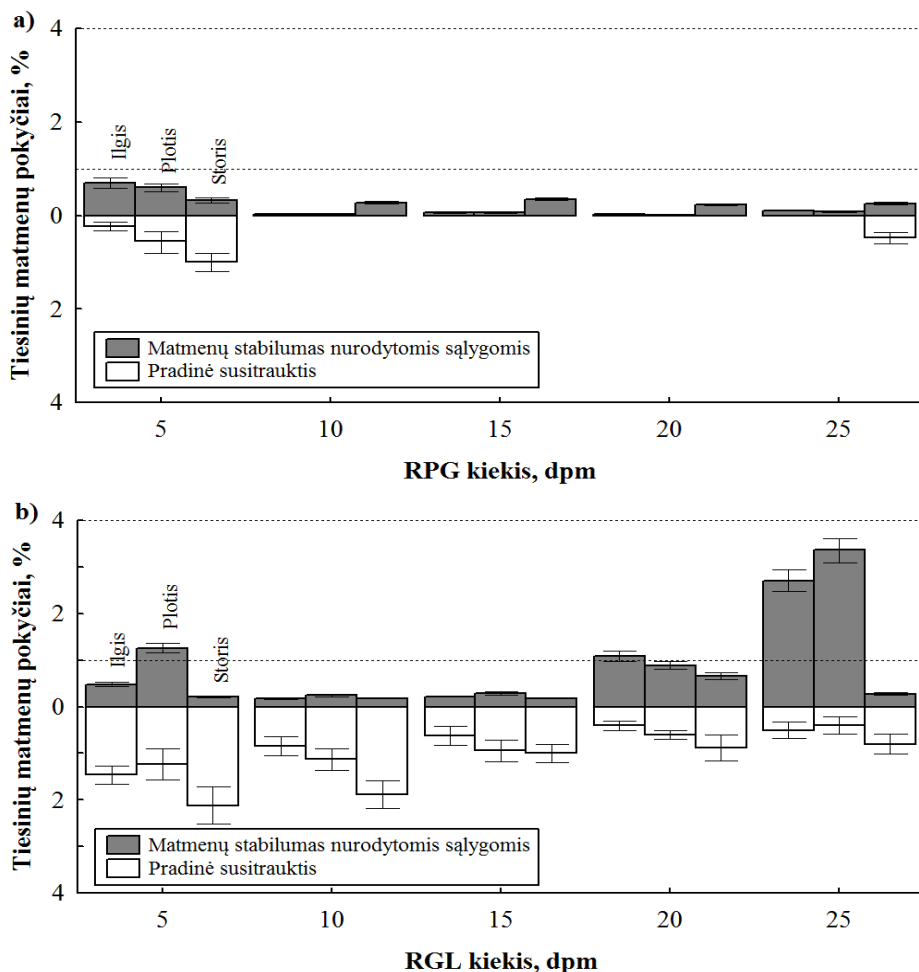 a)
Tiesinių matmenų pokyčiai, %
4
2
0
2
4
Ilgis
Plotis
Storis
Matmenų stabilumas nurodytomis sąlygomis
Pradinė susitrauktis
5 10 15 20 25
RPG kiekis, dpm
b)
Tiesinių matmenų pokyčiai, %
4
2
0
2
4
Ilgis
Plotis
Storis
Matmenų stabilumas nurodytomis sąlygomis
Pradinė susitrauktis
5 10 15 20 25
RGL kiekis, dpm